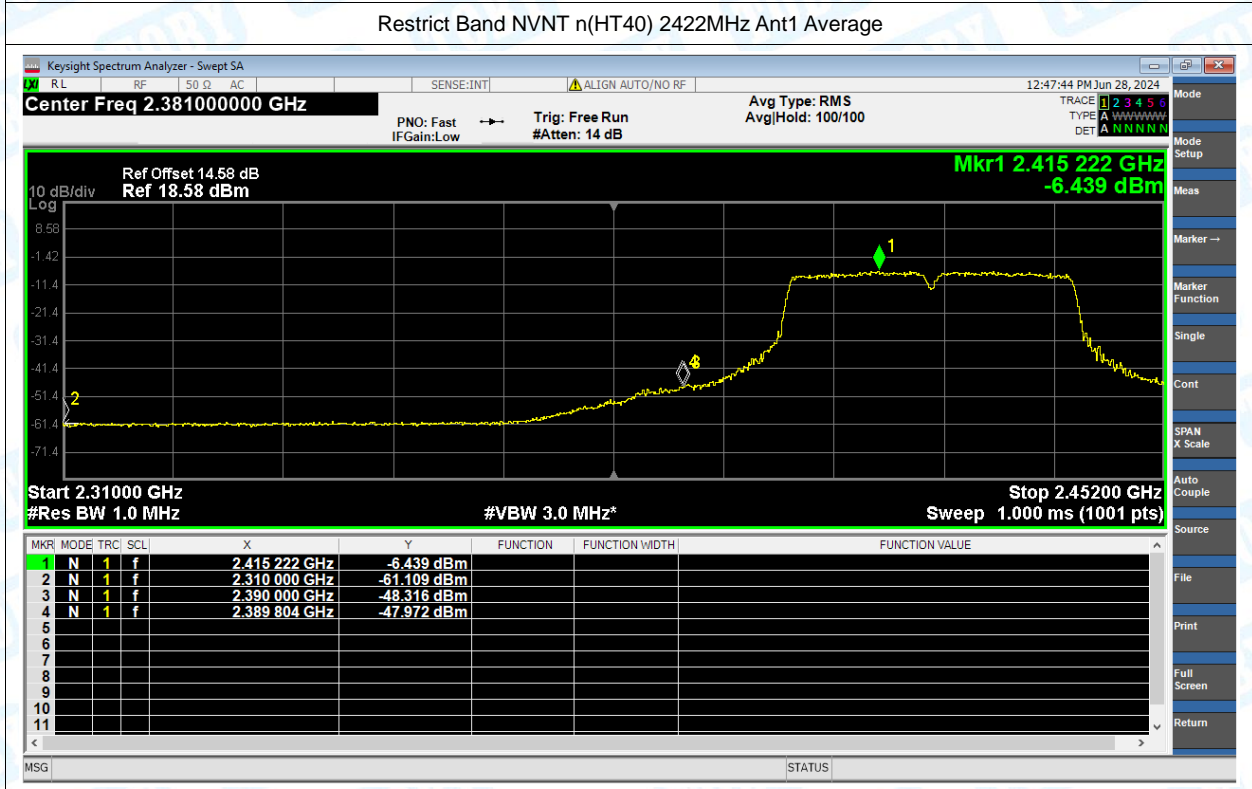 Restrict Band NVNT n(HT40) 2422MHz Ant1 Average
Keysight Spectrum Analyzer - Swept SA
LXI RL RF 50 Ω AC SENSE:INT ALIGN AUTO/NO RF 12:47:44 PM Jun 28, 2024
Center Freq 2.381000000 GHz
PNO: Fast
IFGain:Low
Trig: Free Run
#Atten: 14 dB
Avg Type: RMS
Avg|Hold: 100/100
TRACE 1 2 3 4 5 6
TYPE A WWWWW
DET A N N N N N
Ref Offset 14.58 dB
10 dB/div Ref 18.58 dBm
Log
Mkr1 2.415 222 GHz
-6.439 dBm
8.58
-1.42
-11.4
-21.4
-31.4
-41.4
-51.4
-61.4
-71.4
1
2
Start 2.31000 GHz Stop 2.45200 GHz
#Res BW 1.0 MHz #VBW 3.0 MHz* Sweep 1.000 ms (1001 pts)
MKR MODE TRC SCL X Y FUNCTION FUNCTION WIDTH FUNCTION VALUE
1 N 1 f 2.415 222 GHz -6.439 dBm
2 N 1 f 2.310 000 GHz -61.109 dBm
3 N 1 f 2.390 000 GHz -48.316 dBm
4 N 1 f 2.389 804 GHz -47.972 dBm
5
6
7
8
9
10
11
MSG STATUS
Mode
Mode
Setup
Meas
Marker →
Marker
Function
Single
Cont
SPAN
X Scale
Auto
Couple
Source
File
Print
Full
Screen
Return